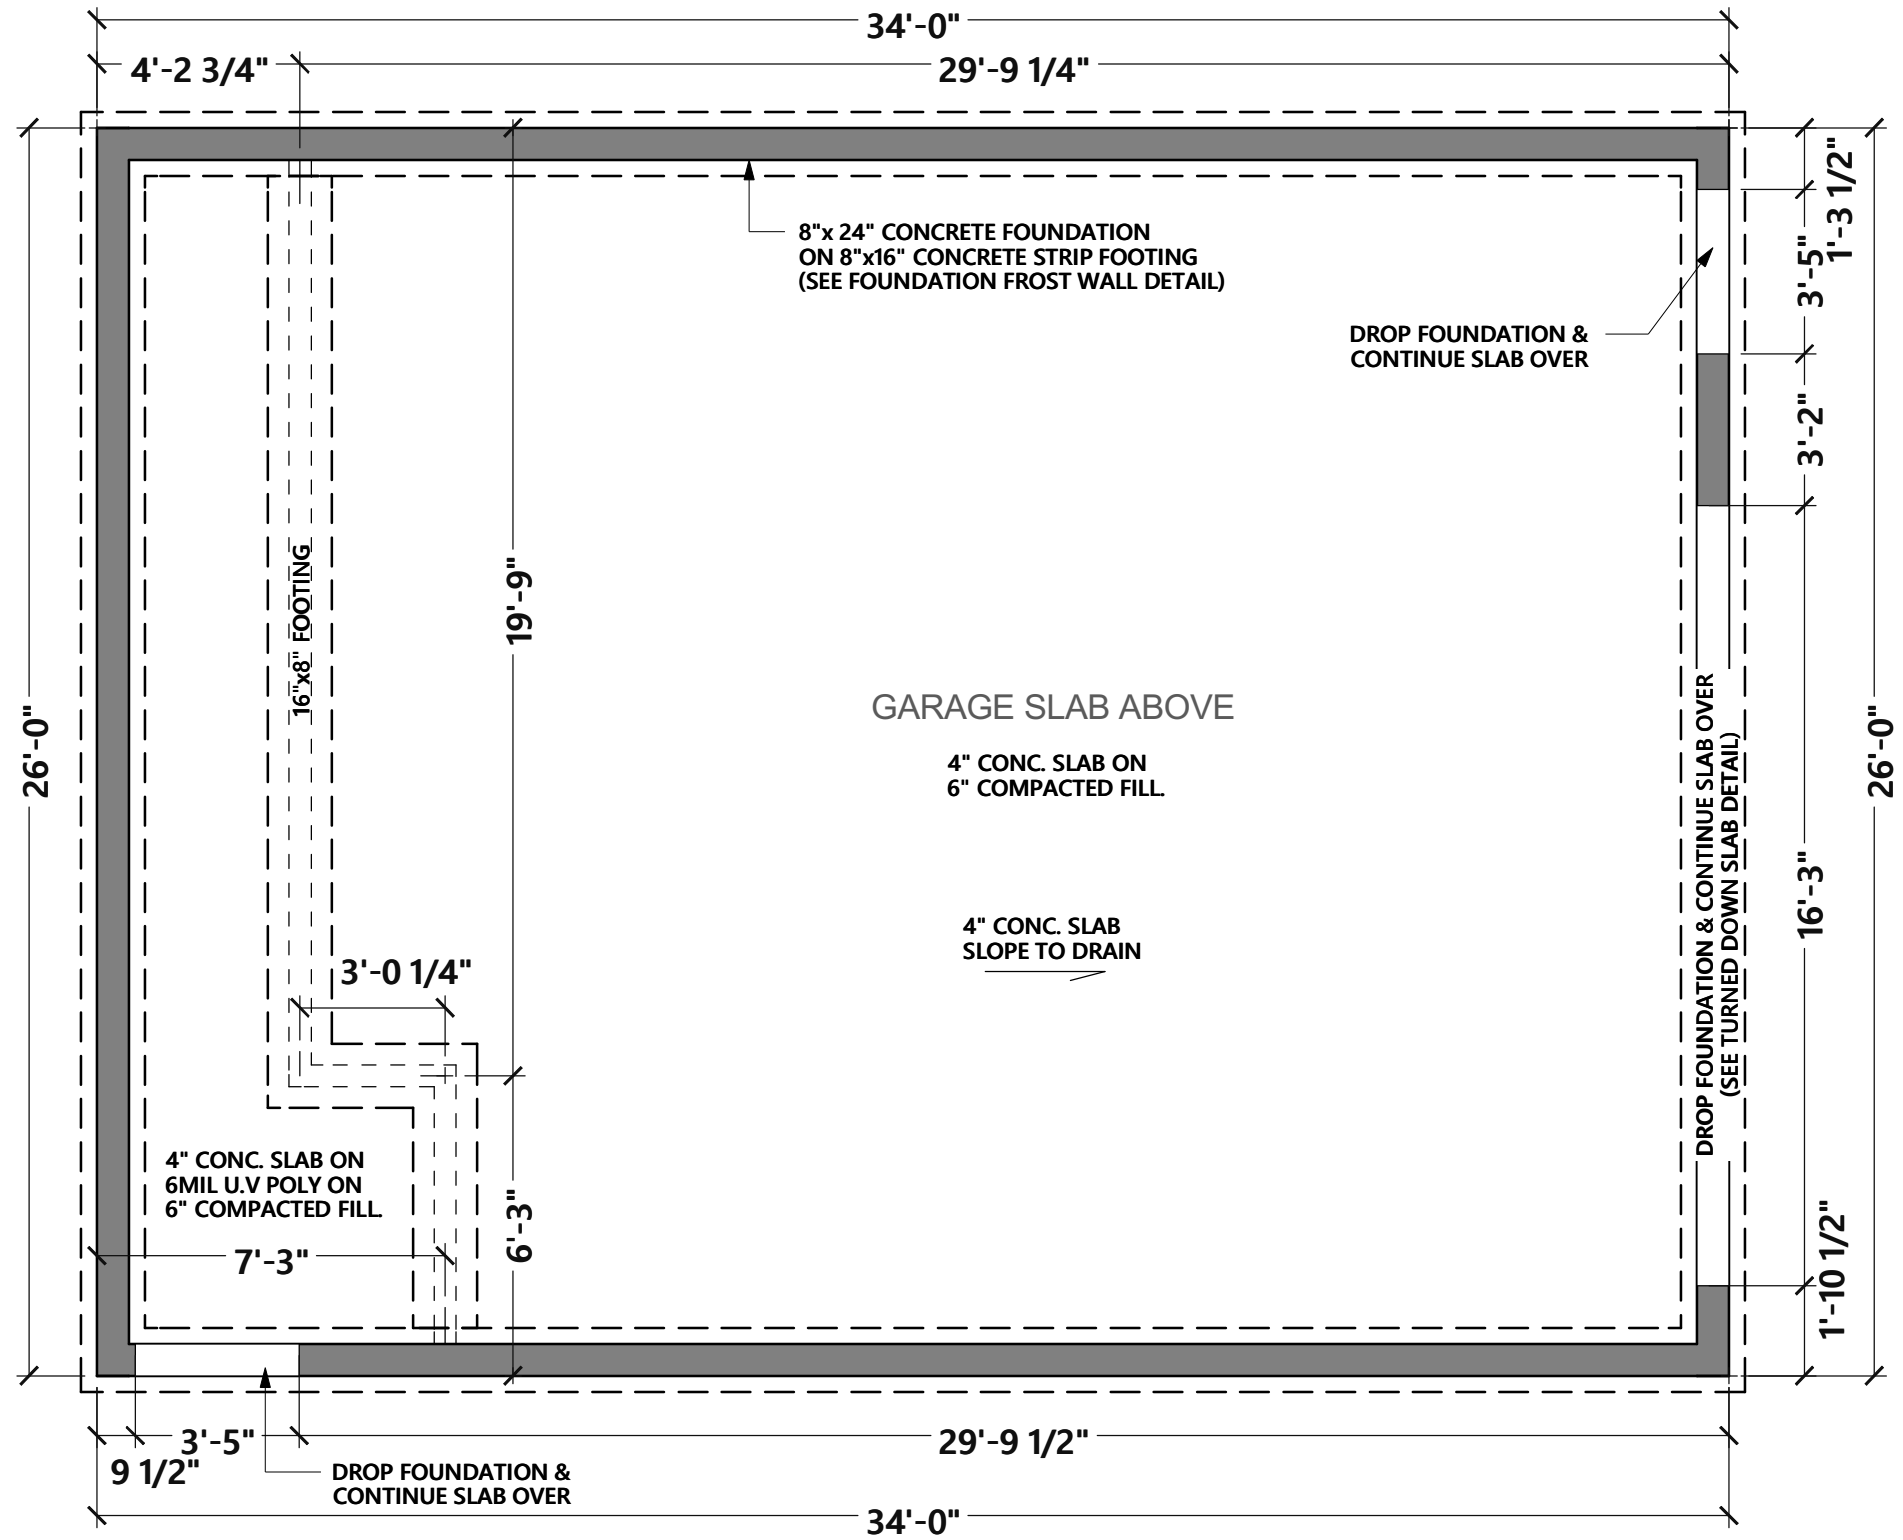 34'-0"
4'-2 3/4"
29'-9 1/4"
1'-3 1/2"
8"x 24" CONCRETE FOUNDATION
ON 8"x16" CONCRETE STRIP FOOTING
(SEE FOUNDATION FROST WALL DETAIL)
3'-5"
DROP FOUNDATION &
CONTINUE SLAB OVER
3'-2"
16"x8" FOOTING
19'-9"
26'-0"
GARAGE SLAB ABOVE
4" CONC. SLAB ON
6" COMPACTED FILL.
DROP FOUNDATION & CONTINUE SLAB OVER
(SEE TURNED DOWN SLAB DETAIL)
26'-0"
16'-3"
4" CONC. SLAB
SLOPE TO DRAIN
3'-0 1/4"
4" CONC. SLAB ON
6MIL U.V POLY ON
6" COMPACTED FILL.
7'-3"
6'-3"
1'-10 1/2"
3'-5"
9 1/2"
29'-9 1/2"
DROP FOUNDATION &
CONTINUE SLAB OVER
34'-0"